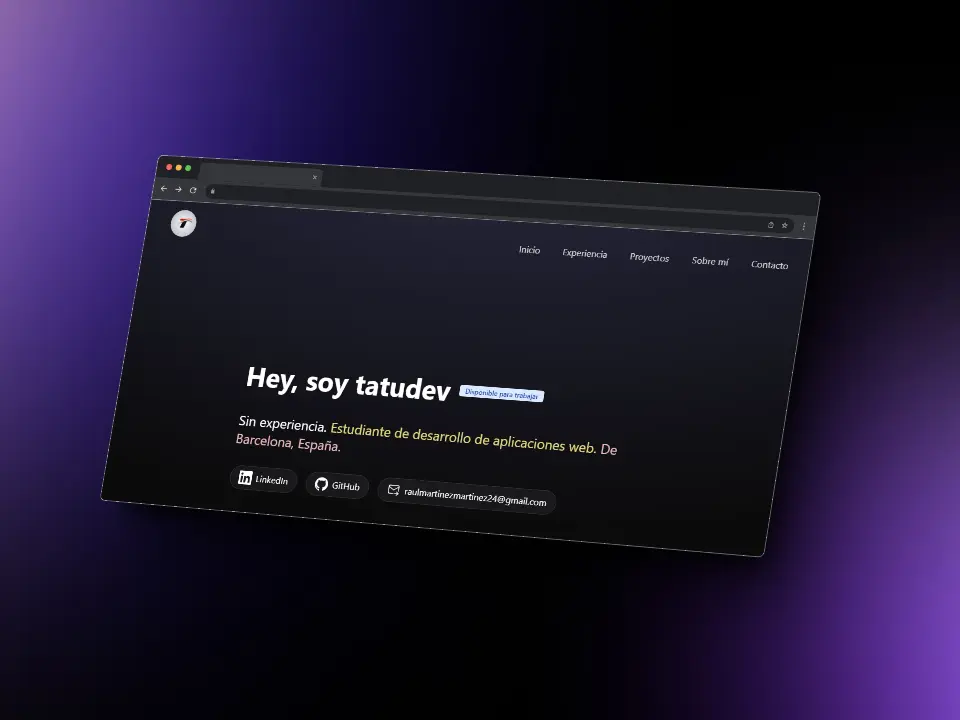 Inicio Experiencia Proyectos Sobre mí Contacto
Hey, soy tatudev Disponible para trabajar
Sin experiencia. Estudiante de desarrollo de aplicaciones web. De
Barcelona, España.
LinkedIn GitHub raulmartinezmartinez24@gmail.com